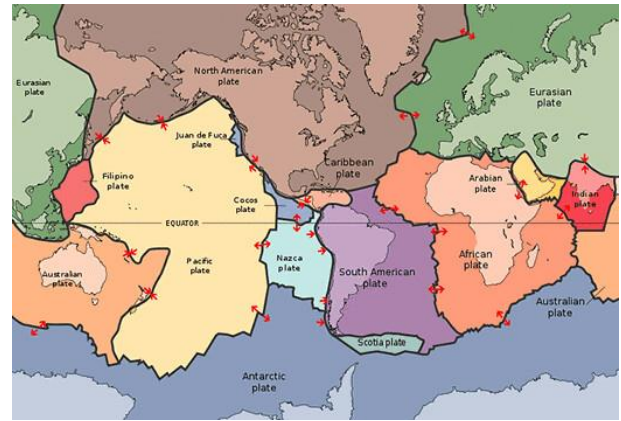 North American
plate
Eurasian
plate
Eurasian
plate
Juan de Fuca
plate
Caribbean
plate
Filipino
plate
Arabian
plate
Indian
plate
Cocos
plate
EQUATOR
Australian
plate
Pacific
plate
Nazca
plate
South American
plate
African
plate
Australian
plate
Scotia plate
Antarctic
plate